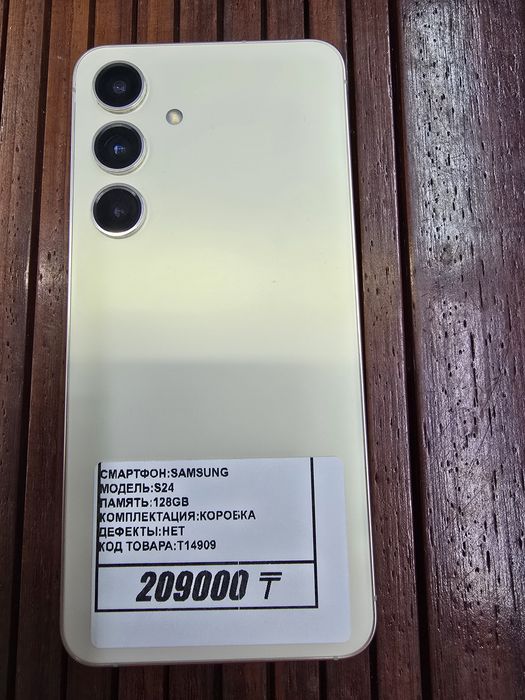 СМАРТФОН:SAMSUNG
МОДЕЛЬ:S24
ПАМЯТЬ:128GB
КОМПЛЕКТАЦИЯ:КОРОБКА
ДЕФЕКТЫ:НЕТ
КОД ТОВАРА:T14909
209000 ₸